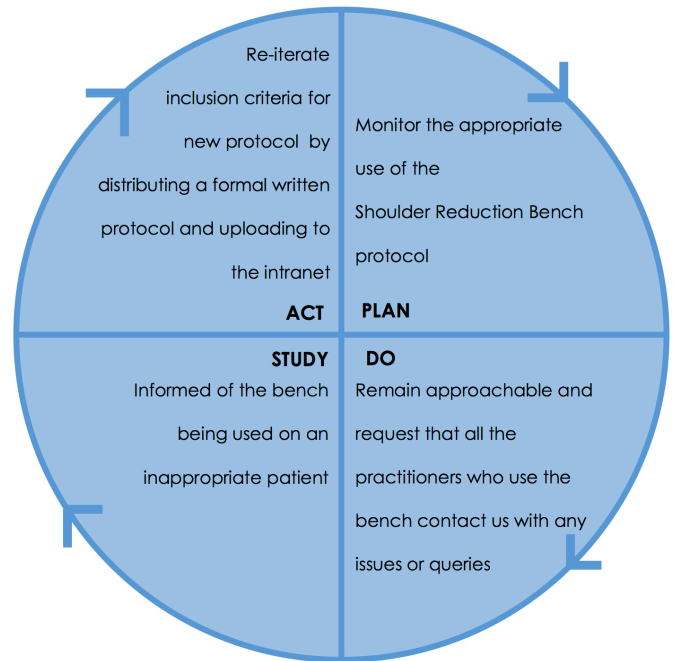 Re-iterate
inclusion criteria for
new protocol by
distributing a formal written
protocol and uploading to
the intranet
ACT
Monitor the appropriate
use of the
Shoulder Reduction Bench
protocol
PLAN
STUDY
Informed of the bench
being used on an
inappropriate patient
DO
Remain approachable and
request that all the
practitioners who use the
bench contact us with any
issues or queries